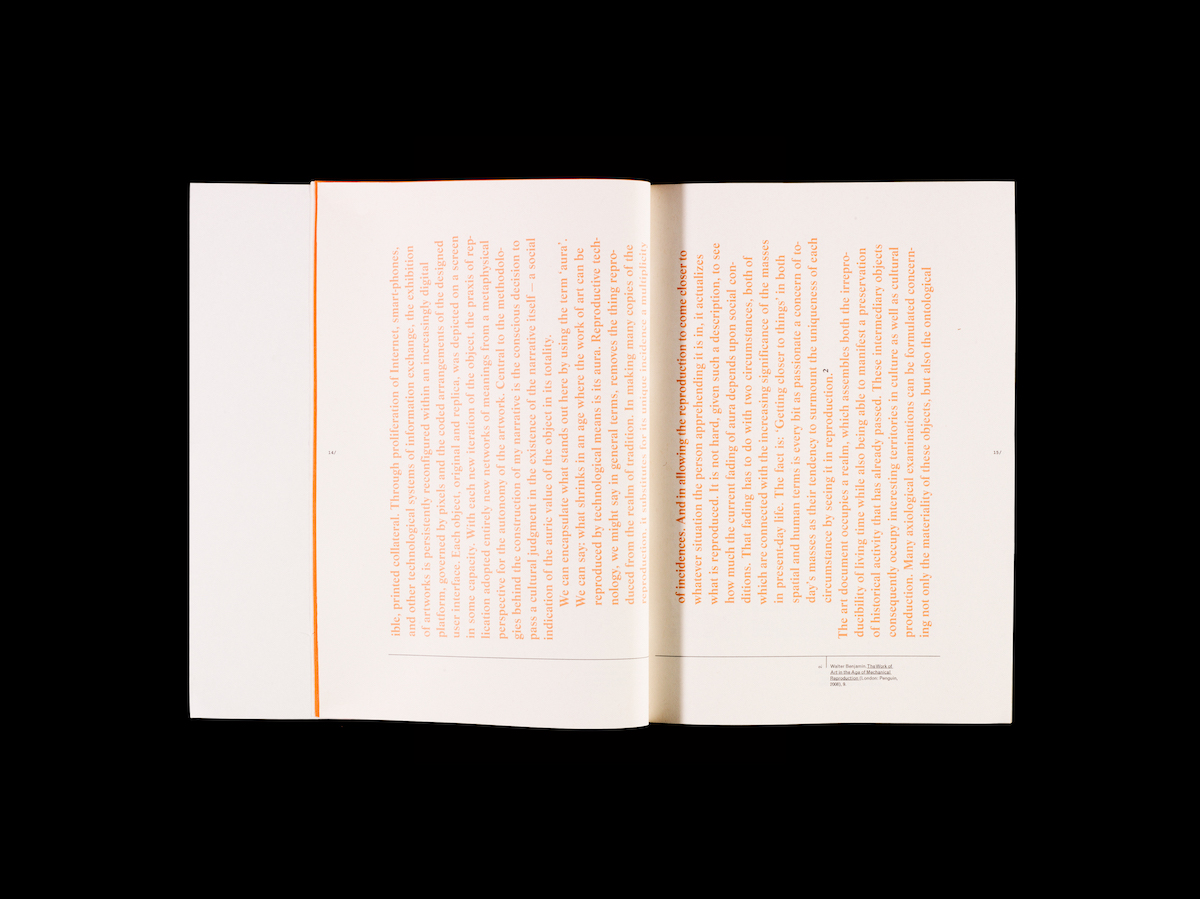 ible, printed collateral. Through proliferation of Internet, smart-phones,
and other technological systems of information exchange, the exhibition
of artworks is persistently reconfigured within an increasingly digital
platform, governed by pixels and the coded arrangements of the designed
user interface. Each object, original and replica, was depicted on a screen
in some capacity. With each new iteration of the object, the praxis of rep-
lication adopted entirely new networks of meanings from a metaphysical
perspective for the autonomy of the artwork. Central to the methodolo-
gies behind the construction of my narrative is the conscious decision to
pass a cultural judgment in the existence of the narrative itself — a social
indication of the auric value of the object in its totality.
We can encapsulate what stands out here by using the term ‘aura’.
We can say: what shrinks in an age where the work of art can be
reproduced by technological means is its aura. Reproductive tech-
nology, we might say in general terms, removes the thing repro-
duced from the realm of tradition. In making many copies of the
reproduction, it substitutes for its unique incidence a multiplicity
14/
of incidences. And in allowing the reproduction to come closer to
whatever situation the person apprehending it is in, it actualizes
what is reproduced. It is not hard, given such a description, to see
how much the current fading of aura depends upon social con-
ditions. That fading has to do with two circumstances, both of
which are connected with the increasing significance of the masses
in present-day life. The fact is: ‘Getting closer to things’ in both
spatial and human terms is every bit as passionate a concern of to-
day’s masses as their tendency to surmount the uniqueness of each
circumstance by seeing it in reproduction.2
The art document occupies a realm, which assembles both the irrepro-
ducibility of living time while also being able to manifest a preservation
of historical activity that has already passed. These intermediary objects
consequently occupy interesting territories in culture as well as cultural
production. Many axiological examinations can be formulated concern-
ing not only the materiality of these objects, but also the ontological
15/
Walter Benjamin, The Work of
Art in the Age of Mechanical
Reproduction (London: Penguin,
2008), 9.